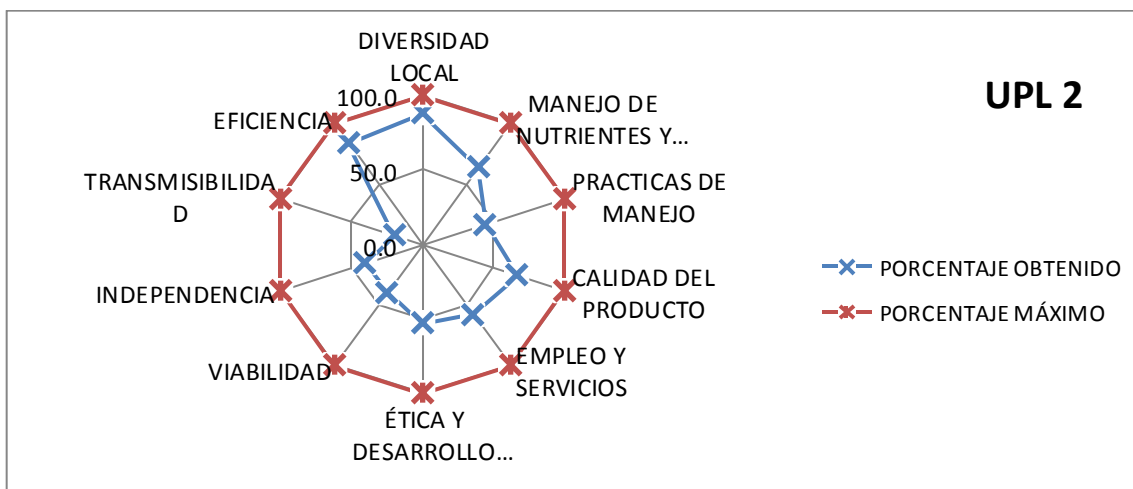 UPL 2
DIVERSIDAD
LOCAL
MANEJO DE
NUTRIENTES Y...
PRACTICAS DE
MANEJO
CALIDAD DEL
PRODUCTO
EMPLEO Y
SERVICIOS
ÉTICA Y
DESARROLLO...
VIABILIDAD
INDEPENDENCIA
TRANSMISIBILIDA
D
EFICIENCIA
100.0
50.0
0.0
PORCENTAJE OBTENIDO
PORCENTAJE MÁXIMO